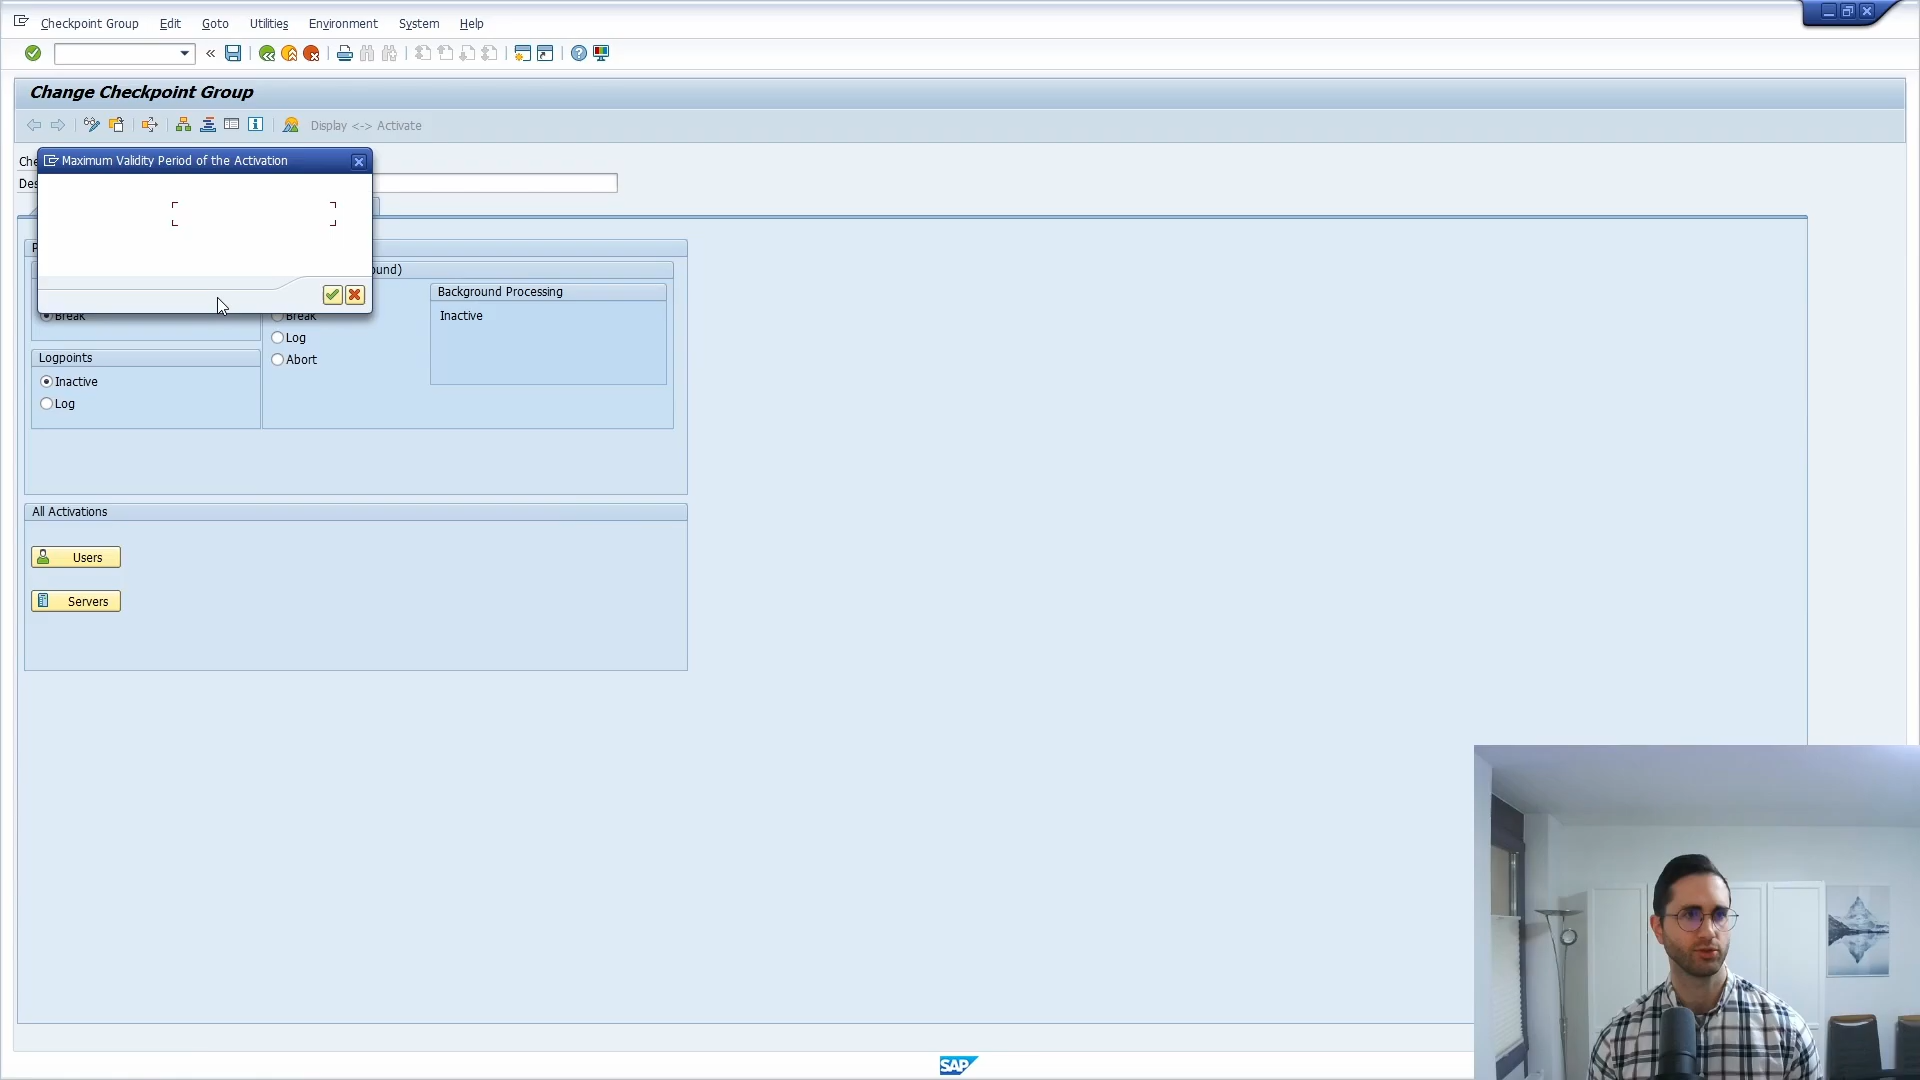 Checkpoint Group Edit Goto Utilities Environment System Help
Change Checkpoint Group
Display <-> Activate
Che
Maximum Validity Period of the Activation
Des
P
ound)
Background Processing
Break
Break
Inactive
Log
Logpoints
Abort
Inactive
Log
All Activations
Users
Servers
SAP